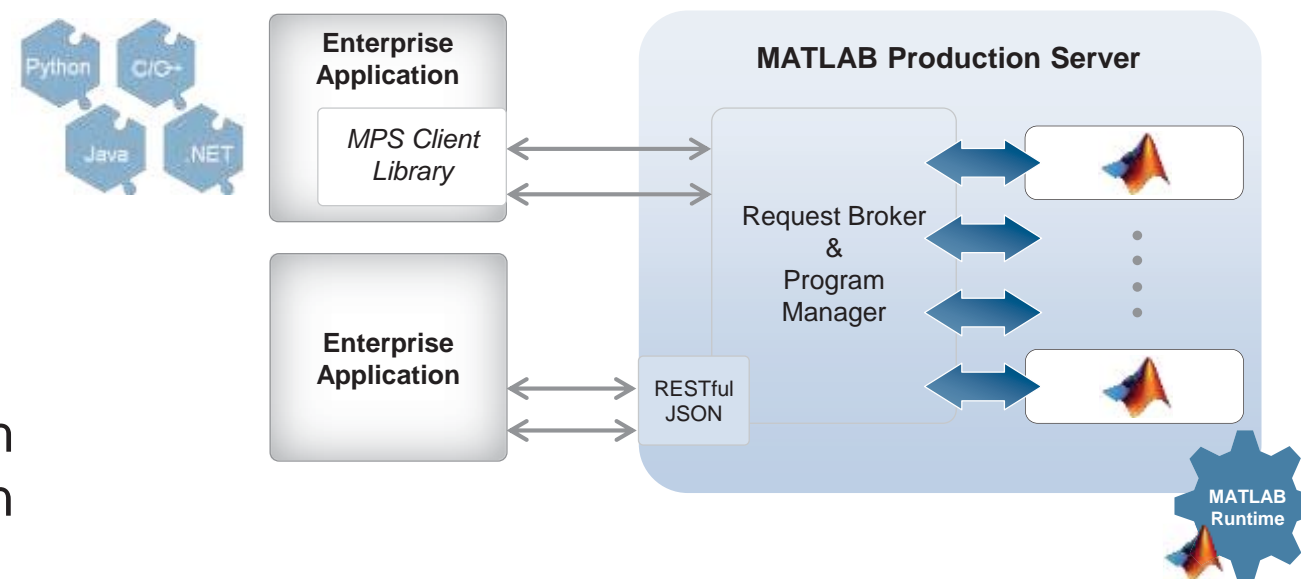 Python
C/C++
Java
.NET
Enterprise
Application
MPS Client
Library
Enterprise
Application
MATLAB Production Server
Request Broker
&
Program
Manager
RESTful
JSON
MATLAB
Runtime
n
n